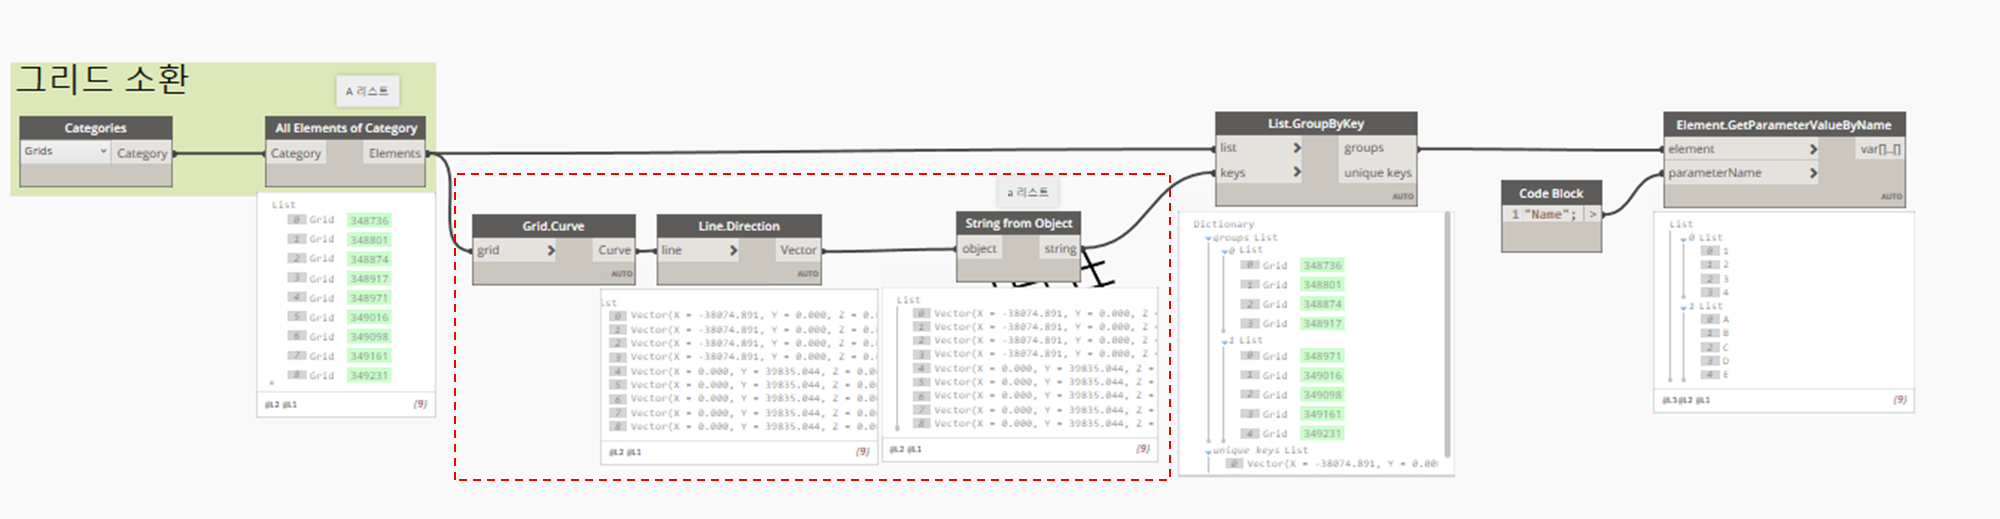 그리드 소환
A 리스트
Categories
Grids
Category
All Elements of Category
Category
Elements
List
0 Grid 348736
1 Grid 348801
2 Grid 348874
3 Grid 348917
4 Grid 348971
5 Grid 349016
6 Grid 349098
7 Grid 349161
8 Grid 349231
@L2 @L1 {9}
Grid.Curve
grid > Curve
AUTO
Line.Direction
line > Vector
AUTO
ist
0 Vector(X = -38074.891, Y = 0.000, Z = 0.
1 Vector(X = -38074.891, Y = 0.000, Z = 0.
2 Vector(X = -38074.891, Y = 0.000, Z = 0.
3 Vector(X = -38074.891, Y = 0.000, Z = 0.
4 Vector(X = 0.000, Y = 39835.044, Z = 0.0
5 Vector(X = 0.000, Y = 39835.044, Z = 0.0
6 Vector(X = 0.000, Y = 39835.044, Z = 0.0
7 Vector(X = 0.000, Y = 39835.044, Z = 0.0
8 Vector(X = 0.000, Y = 39835.044, Z = 0.0
@L2 @L1 {9}
a 리스트
String from Object
object string
List
0 Vector(X = -38074.891, Y = 0.000, Z
1 Vector(X = -38074.891, Y = 0.000, Z
2 Vector(X = -38074.891, Y = 0.000, Z
3 Vector(X = -38074.891, Y = 0.000, Z
4 Vector(X = 0.000, Y = 39835.044, Z =
5 Vector(X = 0.000, Y = 39835.044, Z =
6 Vector(X = 0.000, Y = 39835.044, Z =
7 Vector(X = 0.000, Y = 39835.044, Z =
8 Vector(X = 0.000, Y = 39835.044, Z =
@L2 @L1 {9}
List.GroupByKey
list > groups
keys > unique keys
AUTO
Dictionary
groups List
0 List
0 Grid 348736
1 Grid 348801
2 Grid 348874
3 Grid 348917
1 List
0 Grid 348971
1 Grid 349016
2 Grid 349098
3 Grid 349161
4 Grid 349231
unique keys List
0 Vector(X = -38074.891, Y = 0.00
Code Block
1 "Name"; >
Element.GetParameterValueByName
element > var[]..[]
parameterName >
AUTO
List
0 List
0 1
1 2
2 3
3 4
1 List
0 A
1 B
2 C
3 D
4 E
@L3 @L2 @L1 {9}